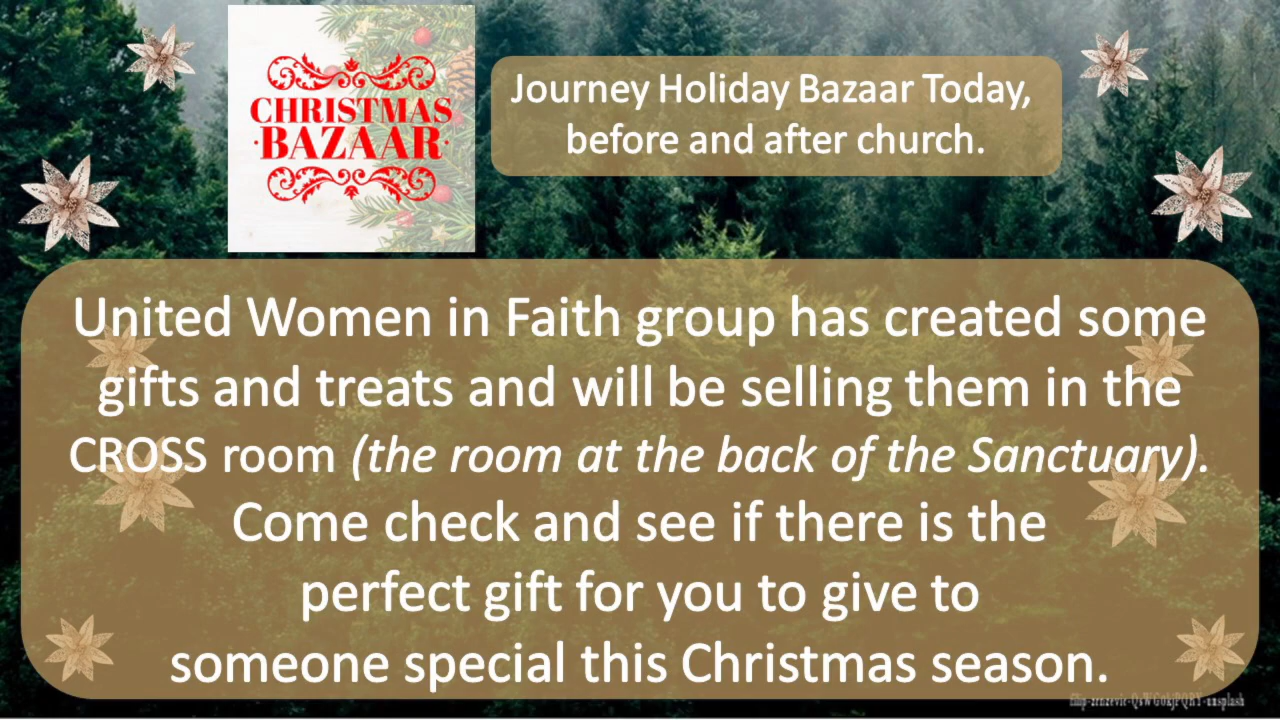 CHRISTMAS
·BAZAAR·
Journey Holiday Bazaar Today,
before and after church.
United Women in Faith group has created some
gifts and treats and will be selling them in the
CROSS room (the room at the back of the Sanctuary).
Come check and see if there is the
perfect gift for you to give to
someone special this Christmas season.